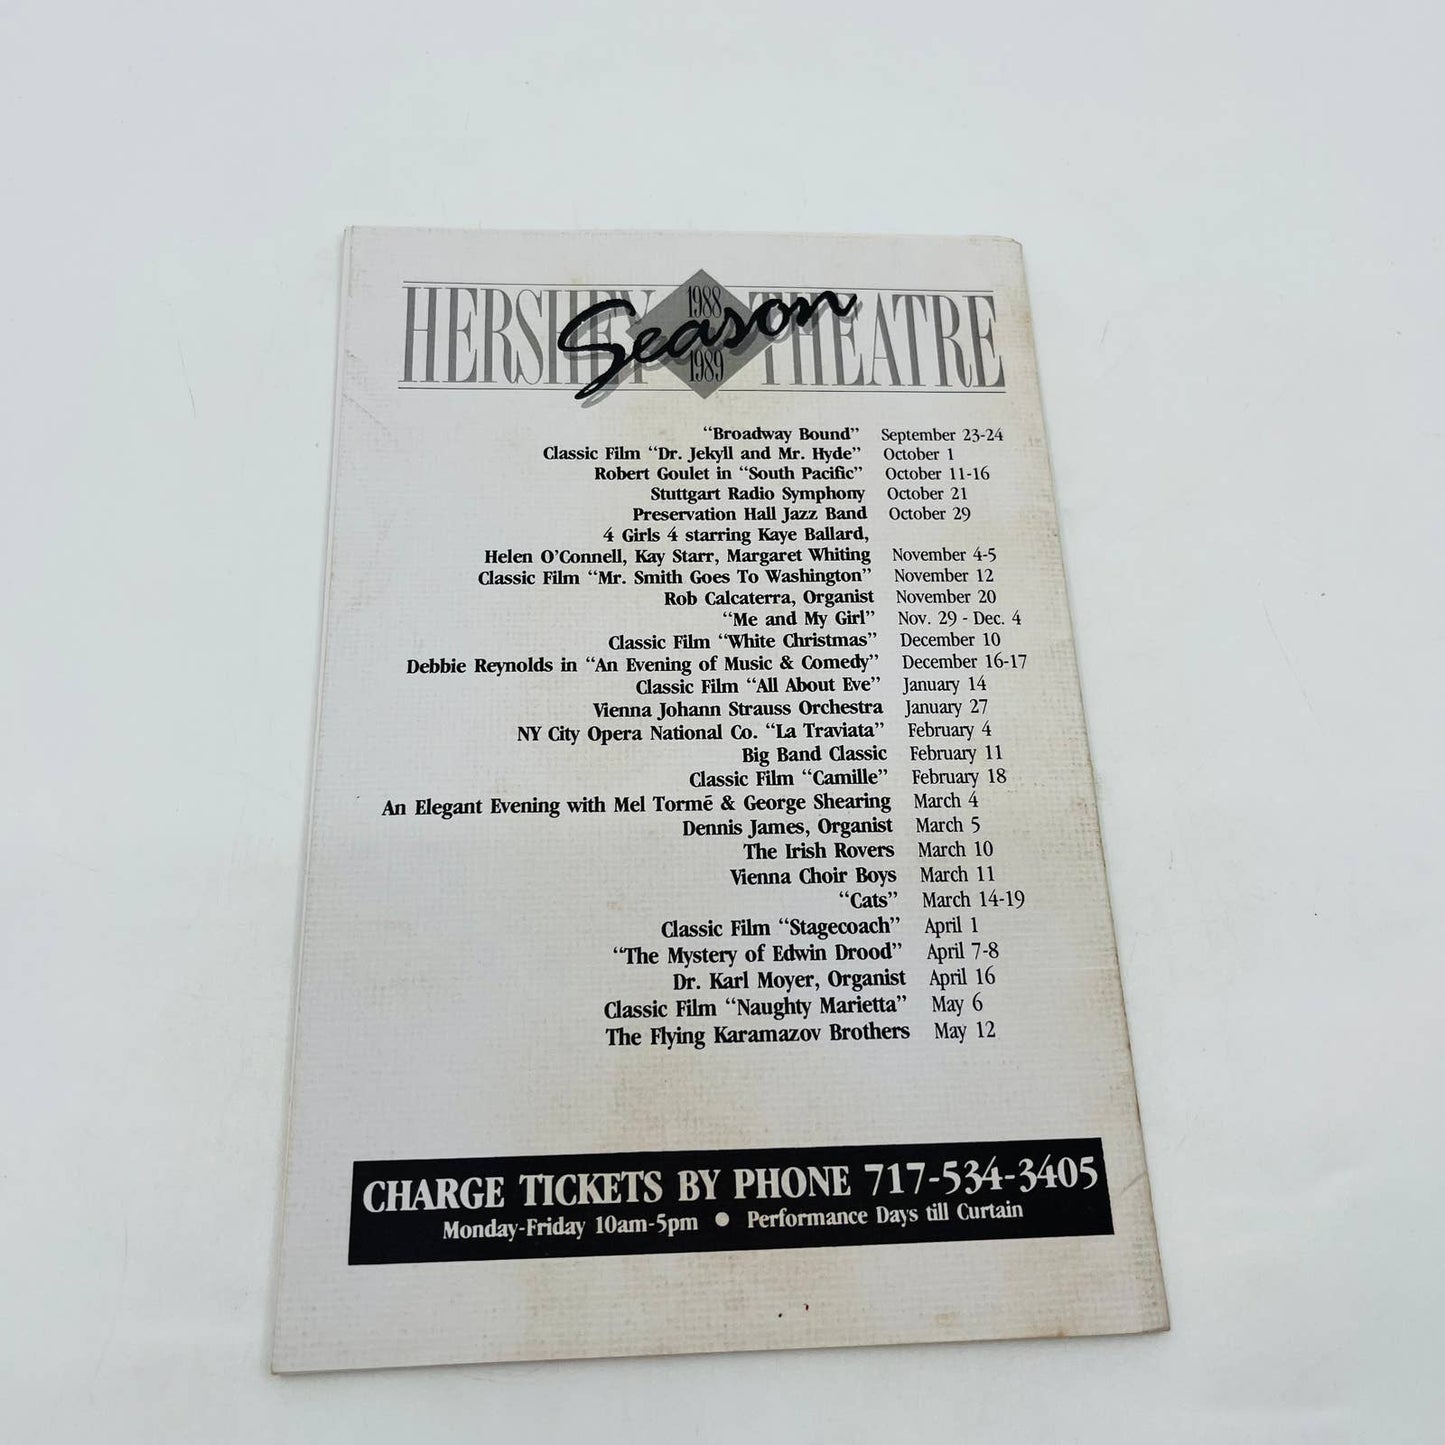 HERSHEY THEATRE
1988
Season
1989
"Broadway Bound" September 23-24
Classic Film "Dr. Jekyll and Mr. Hyde" October 1
Robert Goulet in "South Pacific" October 11-16
Stuttgart Radio Symphony October 21
Preservation Hall Jazz Band October 29
4 Girls 4 starring Kaye Ballard,
Helen O'Connell, Kay Starr, Margaret Whiting November 4-5
Classic Film "Mr. Smith Goes To Washington" November 12
Rob Calcaterra, Organist November 20
"Me and My Girl" Nov. 29 - Dec. 4
Classic Film "White Christmas" December 10
Debbie Reynolds in "An Evening of Music & Comedy" December 16-17
Classic Film "All About Eve" January 14
Vienna Johann Strauss Orchestra January 27
NY City Opera National Co. "La Traviata" February 4
Big Band Classic February 11
Classic Film "Camille" February 18
An Elegant Evening with Mel Tormē & George Shearing March 4
Dennis James, Organist March 5
The Irish Rovers March 10
Vienna Choir Boys March 11
"Cats" March 14-19
Classic Film "Stagecoach" April 1
"The Mystery of Edwin Drood" April 7-8
Dr. Karl Moyer, Organist April 16
Classic Film "Naughty Marietta" May 6
The Flying Karamazov Brothers May 12
CHARGE TICKETS BY PHONE 717-534-3405
Monday-Friday 10am-5pm ● Performance Days till Curtain